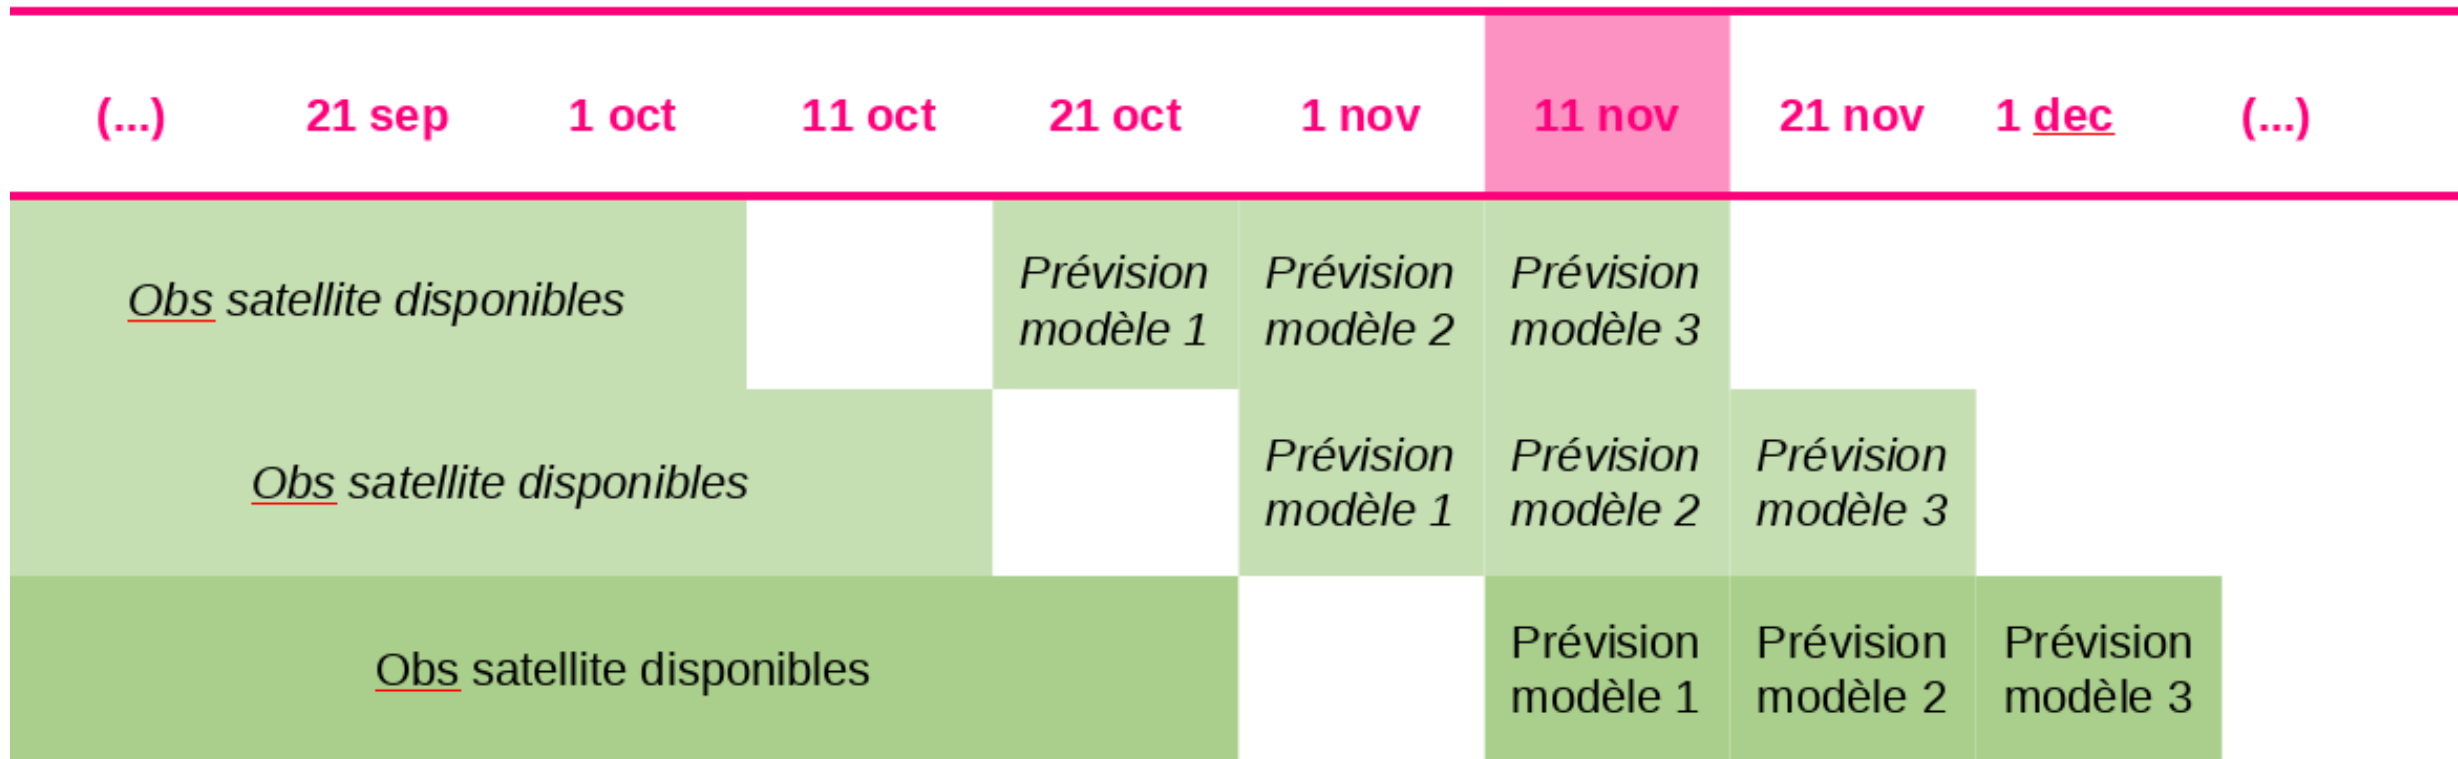 (...) 21 sep 1 oct 11 oct 21 oct 1 nov 11 nov 21 nov 1 dec (...)
Obs satellite disponibles
Prévision
modèle 1
Prévision
modèle 2
Prévision
modèle 3
Obs satellite disponibles
Prévision
modèle 1
Prévision
modèle 2
Prévision
modèle 3
Obs satellite disponibles
Prévision
modèle 1
Prévision
modèle 2
Prévision
modèle 3